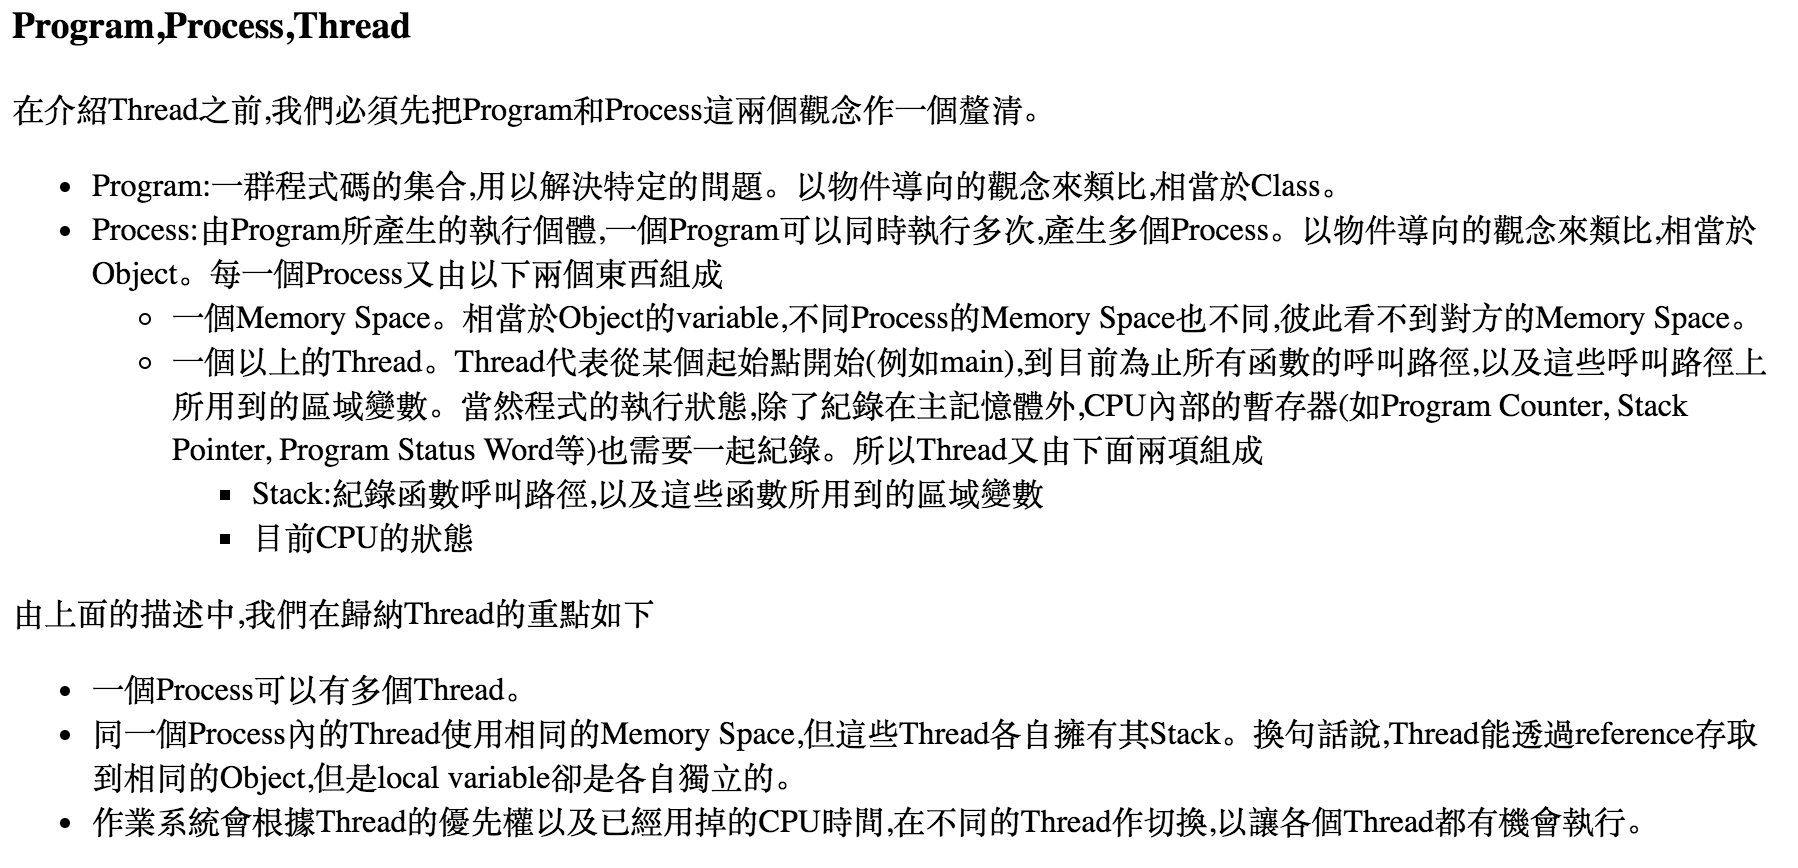 Program,Process,Thread
在介紹Thread之前,我們必須先把Program和Process這兩個觀念作一個釐清。
• Program:一群程式碼的集合,用以解決特定的問題。以物件導向的觀念來類比,相當於Class。
• Process:由Program所產生的執行個體,一個Program可以同時執行多次,產生多個Process。以物件導向的觀念來類比,相當於
Object。每一個Process又由以下兩個東西組成
◦ 一個Memory Space。相當於Object的variable,不同Process的Memory Space也不同,彼此看不到對方的Memory Space。
◦ 一個以上的Thread。Thread代表從某個起始點開始(例如main),到目前為止所有函數的呼叫路徑,以及這些呼叫路徑上
所用到的區域變數。當然程式的執行狀態,除了紀錄在主記憶體外,CPU內部的暫存器(如Program Counter, Stack
Pointer, Program Status Word等)也需要一起紀錄。所以Thread又由下面兩項組成
▪ Stack:紀錄函數呼叫路徑,以及這些函數所用到的區域變數
▪ 目前CPU的狀態
由上面的描述中,我們在歸納Thread的重點如下
• 一個Process可以有多個Thread。
• 同一個Process內的Thread使用相同的Memory Space,但這些Thread各自擁有其Stack。換句話說,Thread能透過reference存取
到相同的Object,但是local variable卻是各自獨立的。
• 作業系統會根據Thread的優先權以及已經用掉的CPU時間,在不同的Thread作切換,以讓各個Thread都有機會執行。